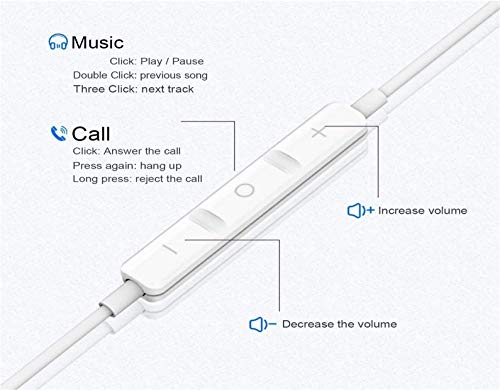 Music
Click: Play / Pause
Double Click: previous song
Three Click: next track
Call
Click: Answer the call
Press again: hang up
Long press: reject the call
+
Increase volume
Decrease the volume